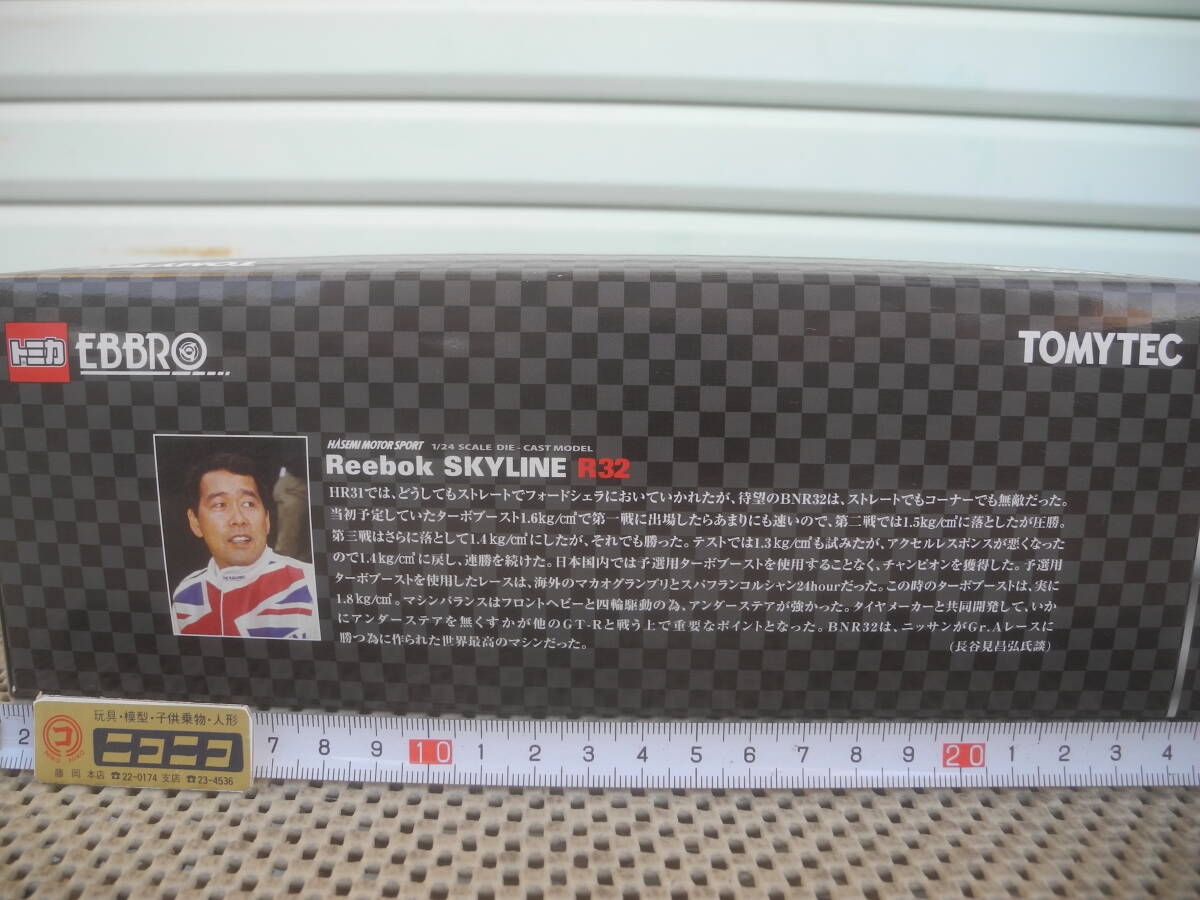 トミカ EBBRO
TOMYTEC
HASEMI MOTOR SPORT 1/24 SCALE DIE-CAST MODEL
Reebok SKYLINE R32
HR31では、どうしてもストレートでフォードシェラにおいていかれたが、待望のBNR32は、ストレートでもコーナーでも無敵だった。
当初予定していたターボブースト1.6kg/c㎡で第一戦に出場したらあまりにも速いので、第二戦では1.5kg/c㎡に落としたが圧勝。
第三戦はさらに落として1.4kg/c㎡にしたが、それでも勝った。テストでは1.3kg/c㎡も試みたが、アクセルレスポンスが悪くなった
ので1.4kg/c㎡に戻し、連勝を続けた。日本国内では予選用ターボブーストを使用することなく、チャンピオンを獲得した。予選用
ターボブーストを使用したレースは、海外のマカオグランプリとスパフランコルシャン24hourだった。この時のターボブーストは、実に
1.8kg/c㎡。マシンバランスはフロントヘビーと四輪駆動の為、アンダーステアが強かった。タイヤメーカーと共同開発して、いか
にアンダーステアを無くすかが他のGT-Rと戦う上で重要なポイントとなった。BNR32は、ニッサンがGr.Aレースに
勝つ為に作られた世界最高のマシンだった。
(長谷見昌弘氏談)
玩具・模型・子供乗物・人形
コ ニコニコ
藤岡 本店 ☎22-0174 支店 ☎23-4536
2 7 8 9 10 1 2 3 4 5 6 7 8 9 20 1 2 3 4